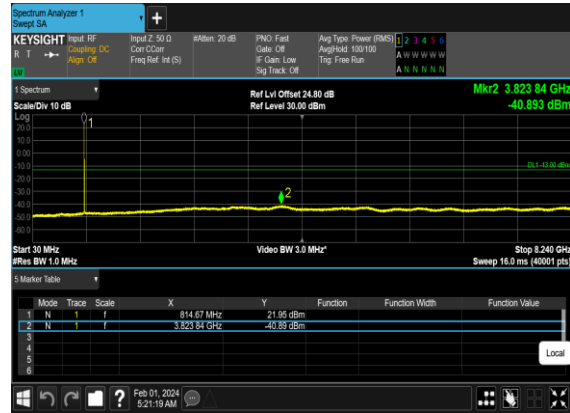 Spectrum Analyzer 1
Swept SA
+
KEYSIGHT Input: RF Input Z: 50 Ω #Atten: 20 dB PNO: Fast Avg Type: Power (RMS) 1 2 3 4 5 6
R T Coupling: DC Corr CCorr Gate: Off Avg|Hold: 100/100 A W W W W W
Align: Off Freq Ref: Int (S) IF Gain: Low Trig: Free Run
Sig Track: Off A N N N N N
1 Spectrum Ref Lvl Offset 24.80 dB Mkr2 3.823 84 GHz
Scale/Div 10 dB Ref Level 30.00 dBm -40.893 dBm
Log
20.0
10.0
0.00
-10.0
-20.0
-30.0
-40.0
-50.0
-60.0
1
DL1 -13.00 dBm
2
Start 30 MHz Video BW 3.0 MHz* Stop 8.240 GHz
#Res BW 1.0 MHz Sweep 16.0 ms (40001 pts)
5 Marker Table
Mode Trace Scale X Y Function Function Width Function Value
1 N 1 f 814.67 MHz 21.95 dBm
2 N 1 f 3.823 84 GHz -40.89 dBm
3
4
5
6
Local
? Feb 01, 2024
5:21:19 AM